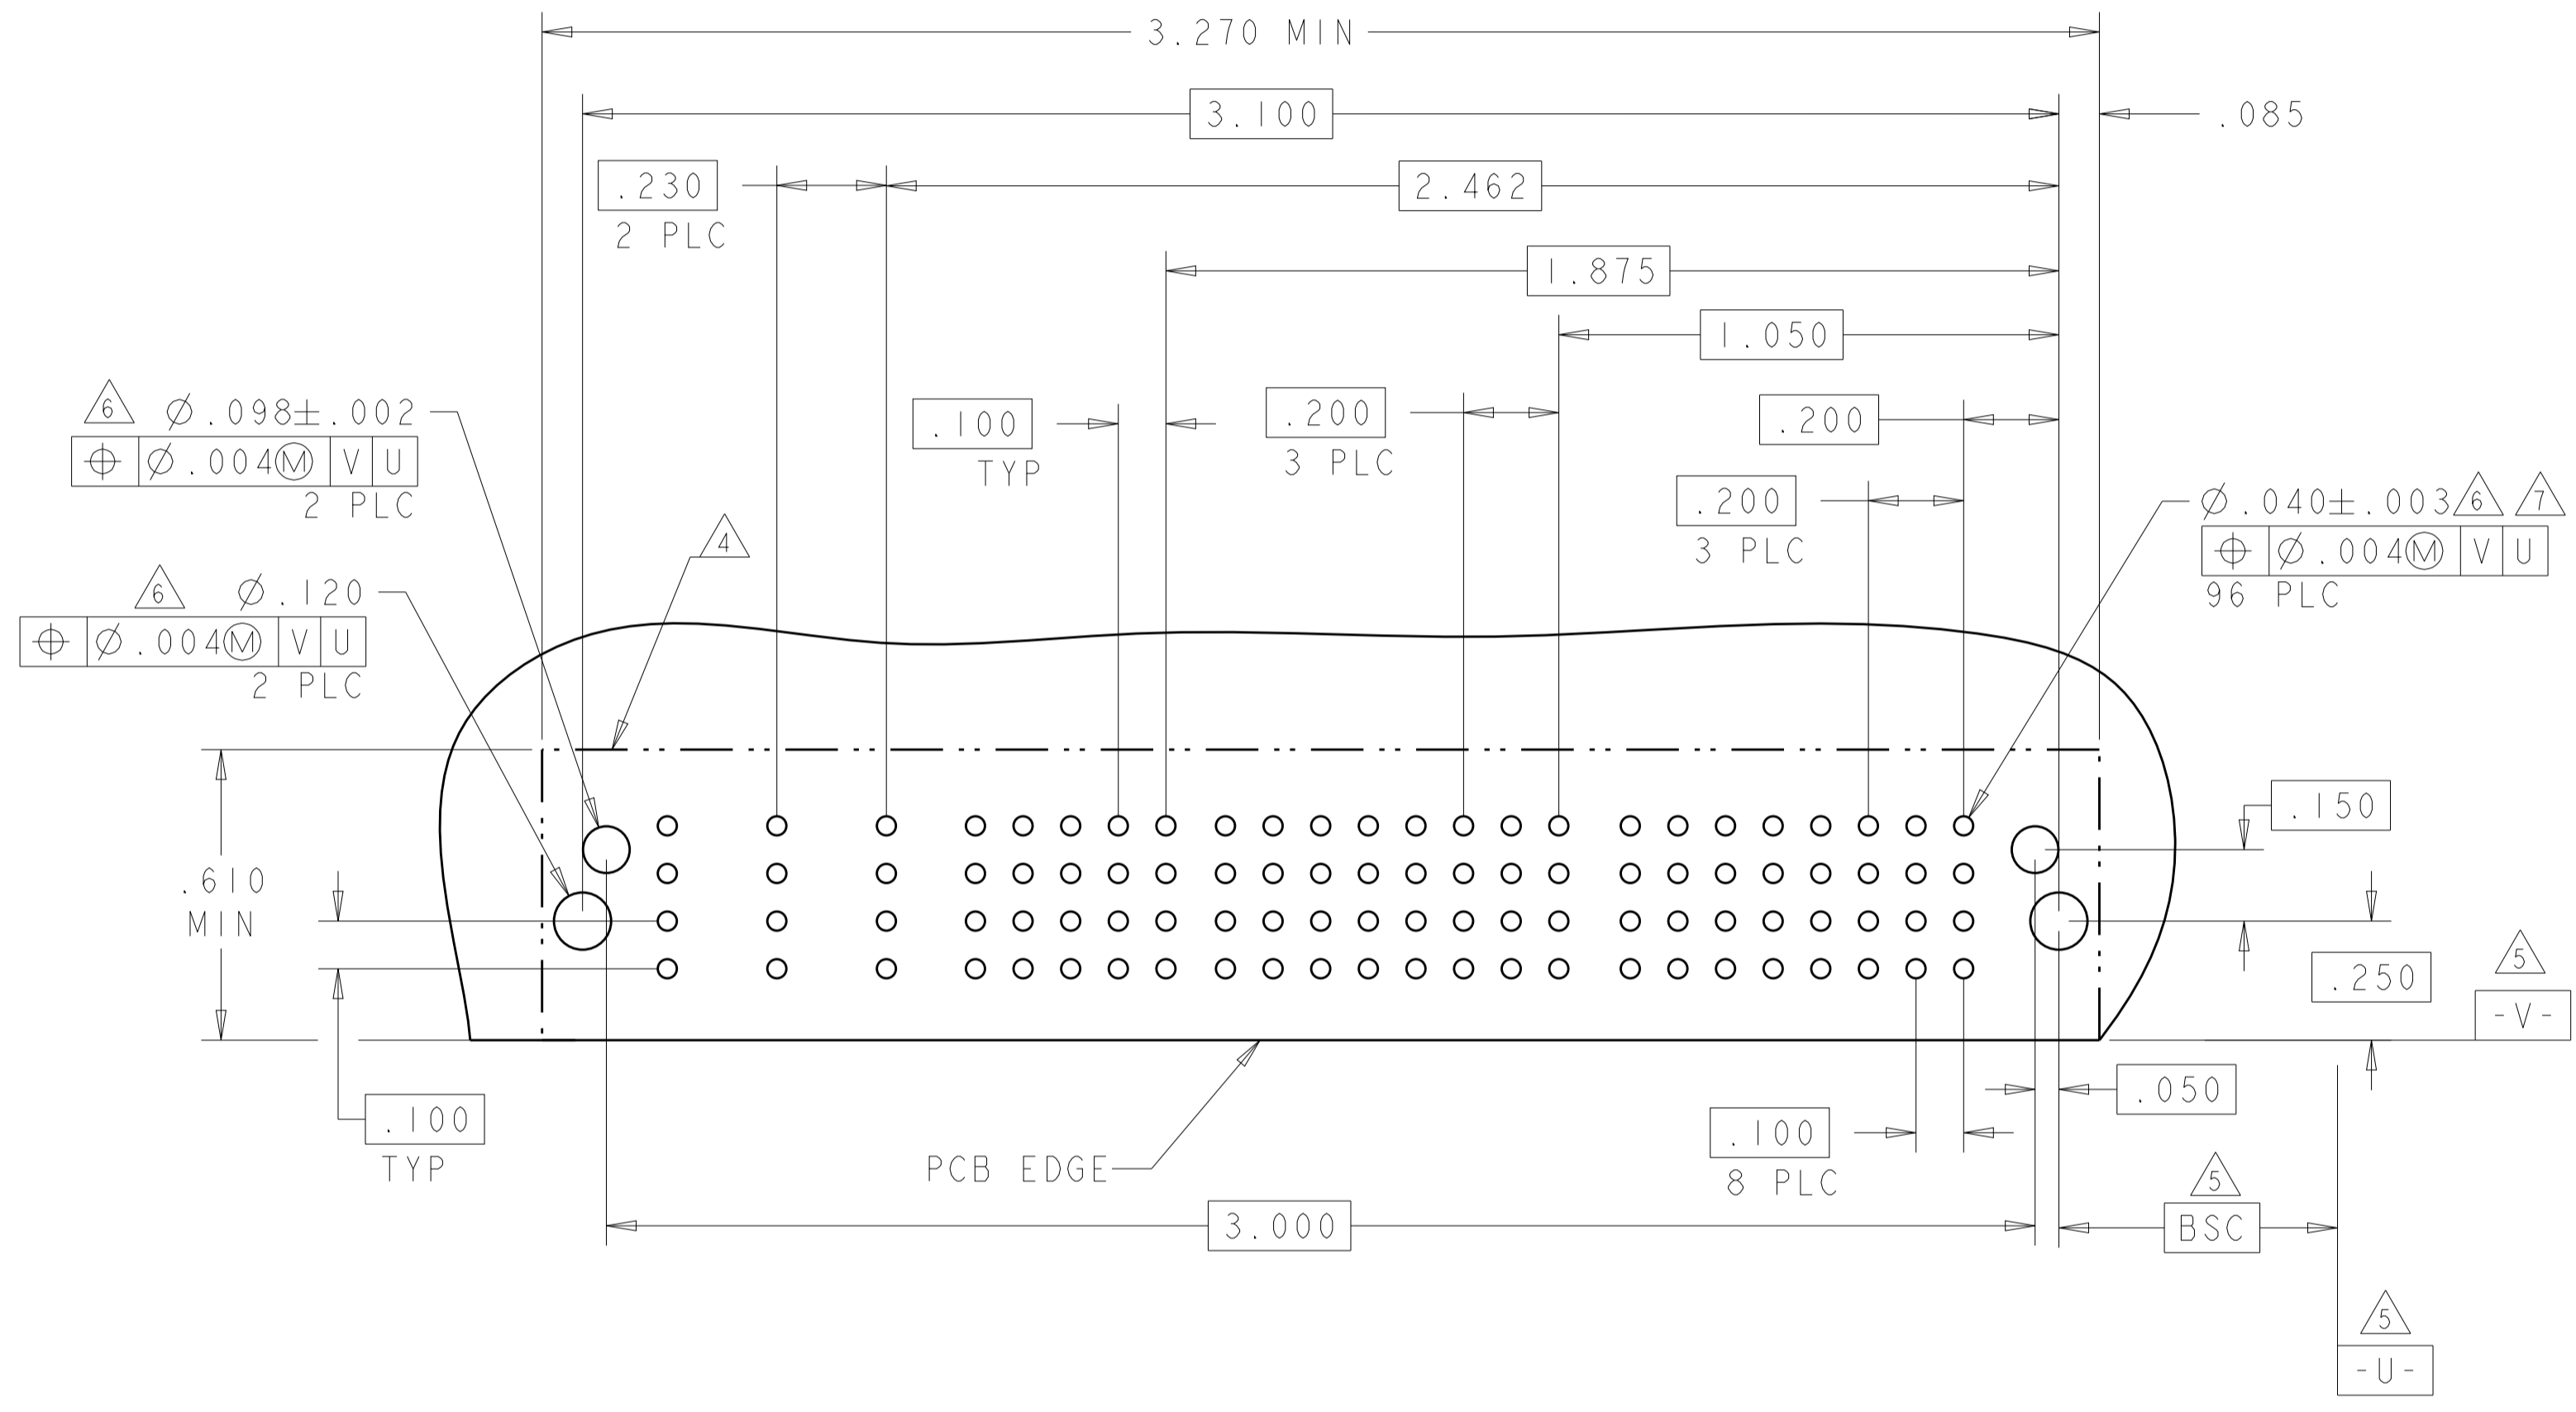 3.270 MIN
3.100
.085
.230
2 PLC
2.462
1.875
1.050
.100
TYP
.200
3 PLC
.200
.200
3 PLC
6 ⌀.098±.002
⌖ ⌀.004Ⓜ V U
2 PLC
4
⌀.040±.003 6 7
⌖ ⌀.004Ⓜ V U
96 PLC
6 ⌀.120
⌖ ⌀.004Ⓜ V U
2 PLC
.150
.610
MIN
.250
5
-V-
.050
.100
TYP
.100
8 PLC
PCB EDGE
3.000
5
BSC
5
-U-